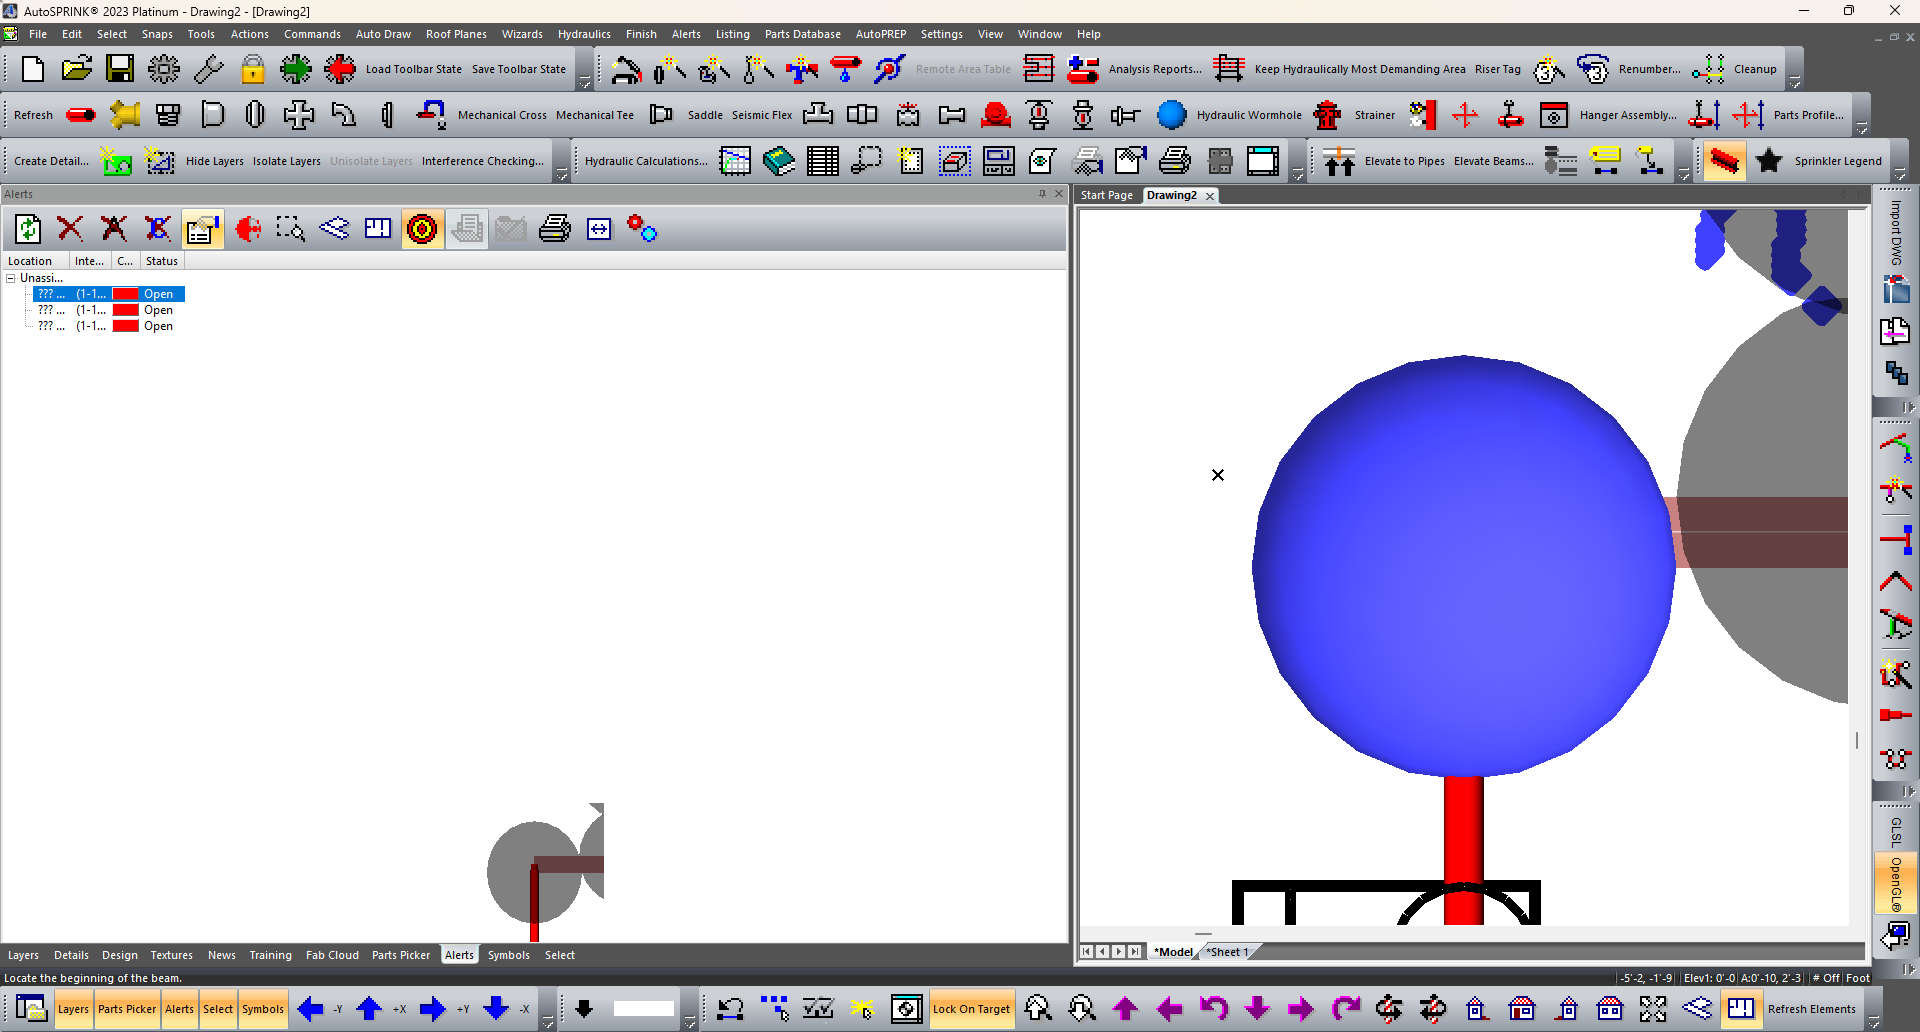 AutoSPRINK® 2023 Platinum - Drawing2 - [Drawing2]
File Edit Select Snaps Tools Actions Commands Auto Draw Roof Planes Wizards Hydraulics Finish Alerts Listing Parts Database AutoPREP Settings View Window Help
Load Toolbar State Save Toolbar State Remote Area Table Analysis Reports... Keep Hydraulically Most Demanding Area Riser Tag Renumber... Cleanup
Refresh Mechanical Cross Mechanical Tee Saddle Seismic Flex Hydraulic Wormhole Strainer Hanger Assembly... Parts Profile...
Create Detail... Hide Layers Isolate Layers Unisolate Layers Interference Checking... Hydraulic Calculations... Elevate to Pipes Elevate Beams... Sprinkler Legend
Alerts
Start Page Drawing2
Location Inte... C... Status
Unassi...
??? ... (1-1... Open
??? ... (1-1... Open
??? ... (1-1... Open
Import DWG
GLSL
OpenGL®
Layers Details Design Textures News Training Fab Cloud Parts Picker Alerts Symbols Select
*Model *Sheet 1
Locate the beginning of the beam.
-5'-2, -1'-9 Elev1: 0'-0 A:0'-10, 2'-3 # Off Foot
Layers Parts Picker Alerts Select Symbols -Y +X +Y -X Lock On Target Refresh Elements